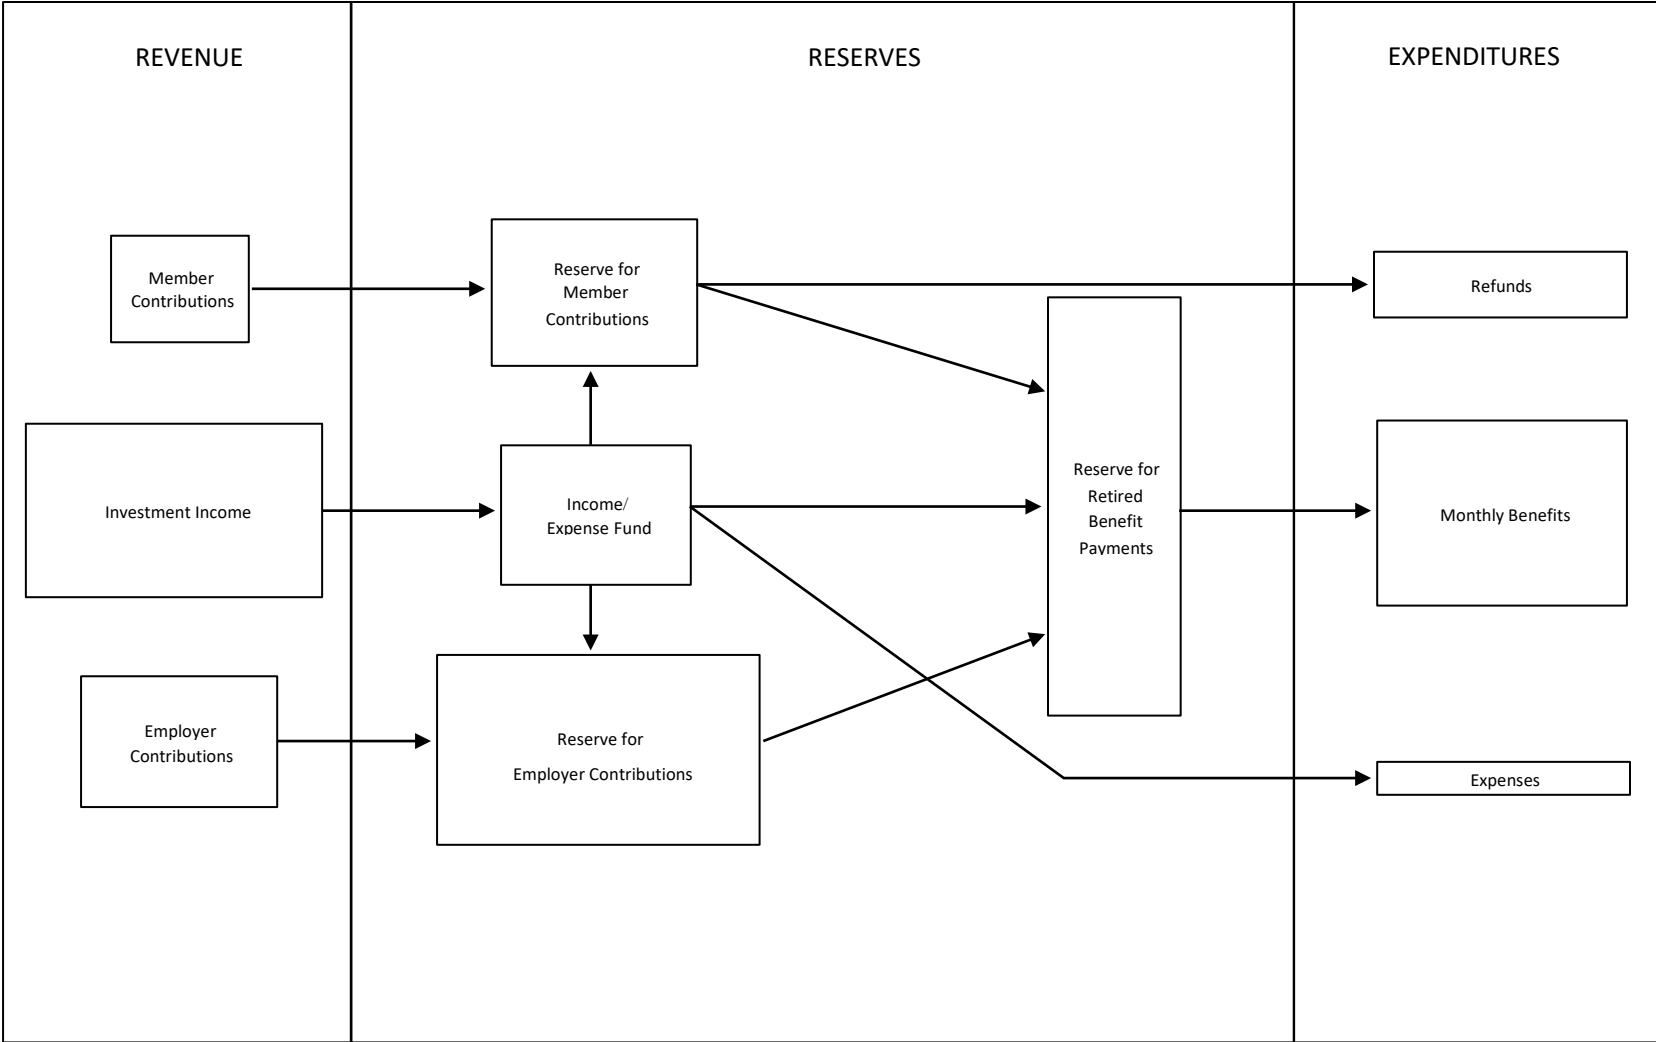 REVENUE
RESERVES
EXPENDITURES
Member
Contributions
Reserve for
Member
Contributions
Refunds
Investment Income
Income/
Expense Fund
Reserve for
Retired
Benefit
Payments
Monthly Benefits
Employer
Contributions
Reserve for
Employer Contributions
Expenses